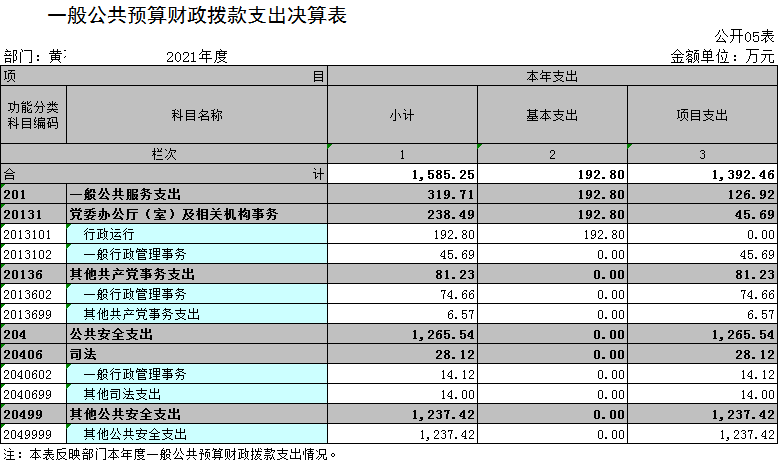 一般公共预算财政拨款支出决算表
公开05表
部门：黄 2021年度 金额单位：万元
项 目 本年支出
功能分类科目编码 科目名称 小计 基本支出 项目支出
栏次 1 2 3
合 计 1,585.25 192.80 1,392.46
201 一般公共服务支出 319.71 192.80 126.92
20131 党委办公厅（室）及相关机构事务 238.49 192.80 45.69
2013101 行政运行 192.80 192.80 0.00
2013102 一般行政管理事务 45.69 0.00 45.69
20136 其他共产党事务支出 81.23 0.00 81.23
2013602 一般行政管理事务 74.66 0.00 74.66
2013699 其他共产党事务支出 6.57 0.00 6.57
204 公共安全支出 1,265.54 0.00 1,265.54
20406 司法 28.12 0.00 28.12
2040602 一般行政管理事务 14.12 0.00 14.12
2040699 其他司法支出 14.00 0.00 14.00
20499 其他公共安全支出 1,237.42 0.00 1,237.42
2049999 其他公共安全支出 1,237.42 0.00 1,237.42
注：本表反映部门本年度一般公共预算财政拨款支出情况。